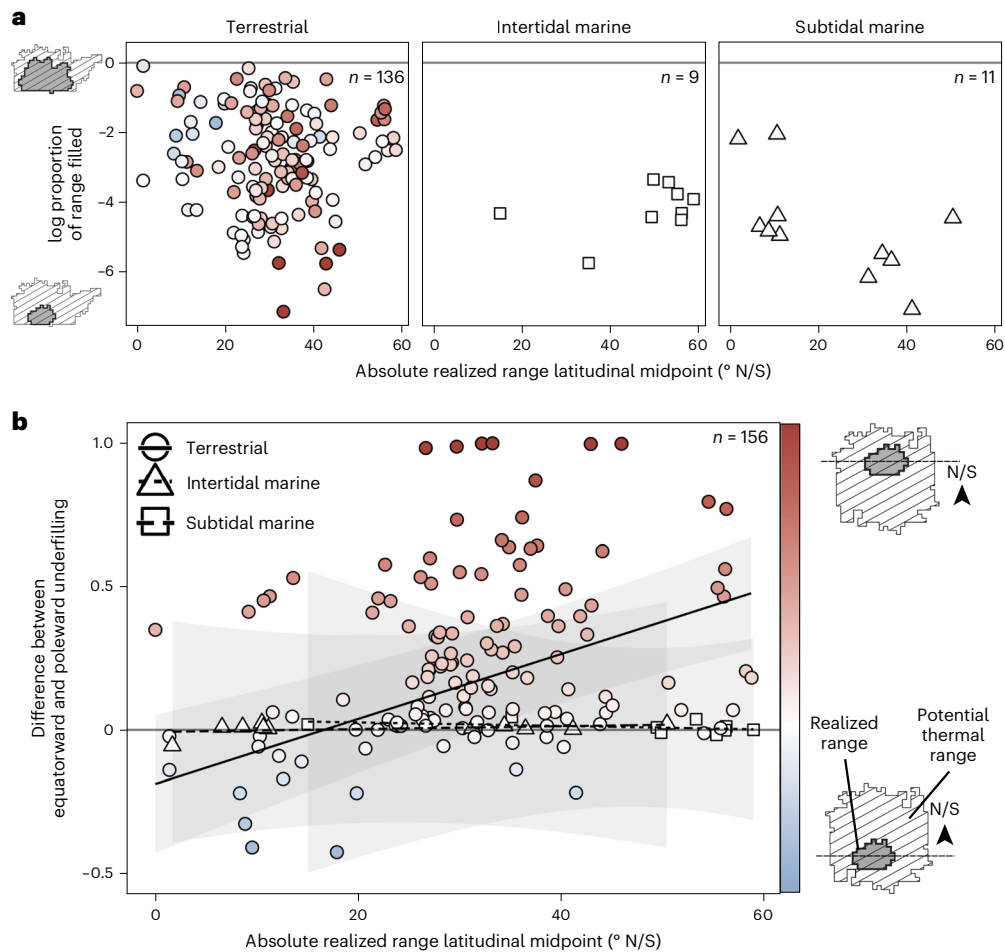 a
Terrestrial
Intertidal marine
Subtidal marine
n = 136
n = 9
n = 11
log proportion
of range filled
0
−2
−4
−6
0 20 40 60
0 20 40 60
0 20 40 60
Absolute realized range latitudinal midpoint (° N/S)
b
n = 156
Terrestrial
Intertidal marine
Subtidal marine
Difference between
equatorward and poleward underfilling
1.0
0.5
0
−0.5
0 20 40 60
Absolute realized range latitudinal midpoint (° N/S)
N/S
Realized
range
Potential
thermal
range
N/S